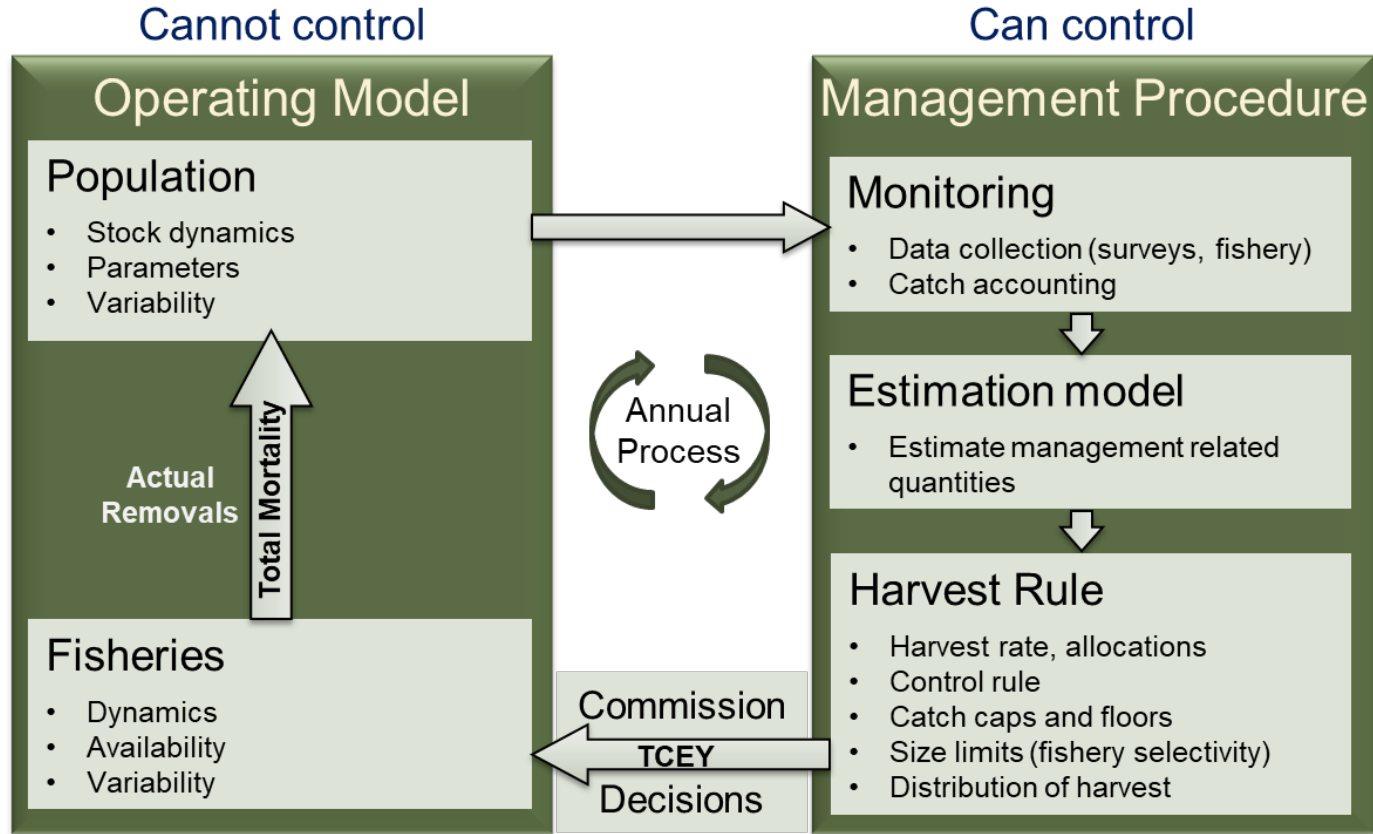 Cannot control
Operating Model
Population
• Stock dynamics
• Parameters
• Variability
Total Mortality
Actual
Removals
Fisheries
• Dynamics
• Availability
• Variability
Annual
Process
Commission
TCEY
Decisions
Can control
Management Procedure
Monitoring
• Data collection (surveys, fishery)
• Catch accounting
Estimation model
• Estimate management related
quantities
Harvest Rule
• Harvest rate, allocations
• Control rule
• Catch caps and floors
• Size limits (fishery selectivity)
• Distribution of harvest